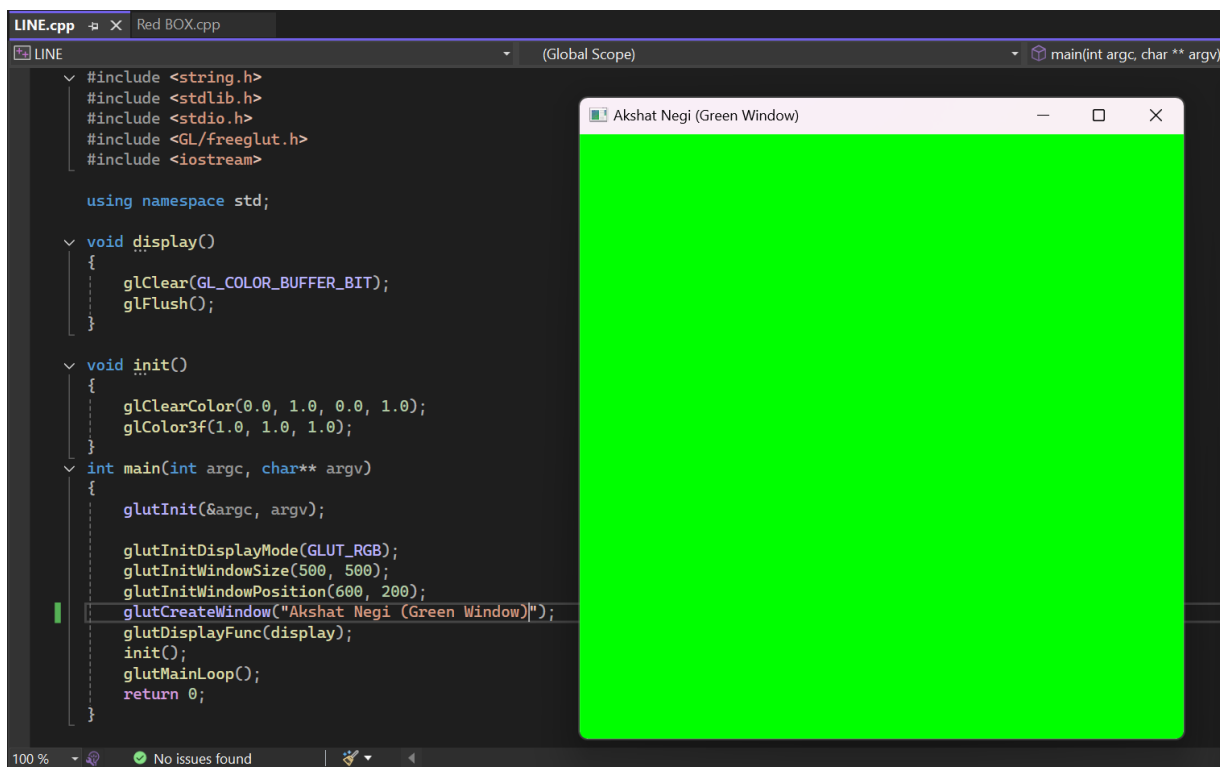 LINE.cpp
Red BOX.cpp
LINE
(Global Scope)
main(int argc, char ** argv)
#include <string.h>
#include <stdlib.h>
#include <stdio.h>
#include <GL/freeglut.h>
#include <iostream>
using namespace std;
void display()
{
glClear(GL_COLOR_BUFFER_BIT);
glFlush();
}
void init()
{
glClearColor(0.0, 1.0, 0.0, 1.0);
glColor3f(1.0, 1.0, 1.0);
}
int main(int argc, char** argv)
{
glutInit(&argc, argv);
glutInitDisplayMode(GLUT_RGB);
glutInitWindowSize(500, 500);
glutInitWindowPosition(600, 200);
glutCreateWindow("Akshat Negi (Green Window)");
glutDisplayFunc(display);
init();
glutMainLoop();
return 0;
}
Akshat Negi (Green Window)
100 %
No issues found